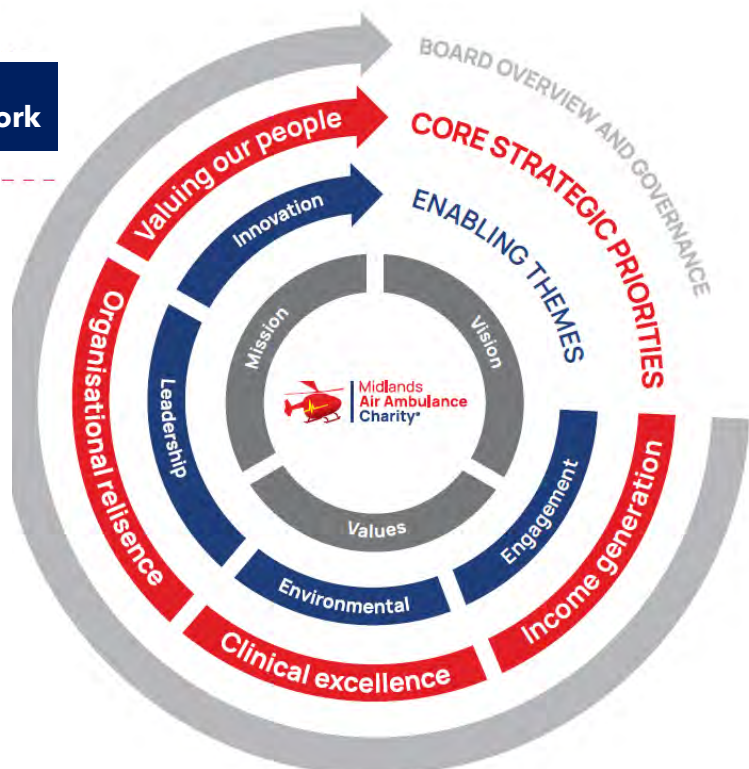 ork
BOARD OVERVIEW AND GOVERNANCE
CORE STRATEGIC PRIORITIES
ENABLING THEMES
Valuing our people
Organisational relisence
Clinical excellence
Income generation
Innovation
Leadership
Environmental
Engagement
Mission
Vision
Values
Midlands
Air Ambulance
Charity®